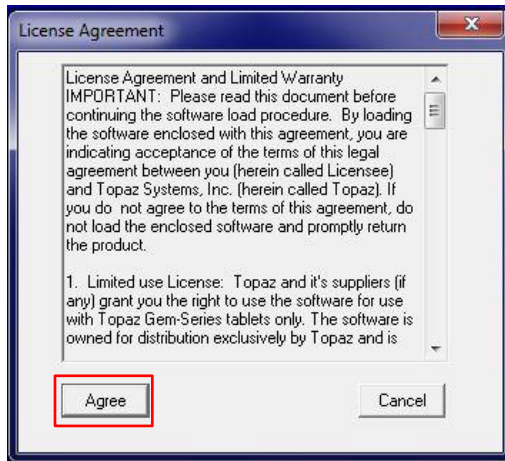 License Agreement
License Agreement and Limited Warranty
IMPORTANT:  Please read this document before
continuing the software load procedure.  By loading
the software enclosed with this agreement, you are
indicating acceptance of the terms of this legal
agreement between you (herein called Licensee)
and Topaz Systems, Inc. (herein called Topaz). If
you do  not agree to the terms of this agreement, do
not load the enclosed software and promptly return
the product.
1.  Limited use License:  Topaz and it's suppliers (if
any) grant you the right to use the software for use
with Topaz Gem-Series tablets only. The software is
owned for distribution exclusively by Topaz and is
Agree
Cancel